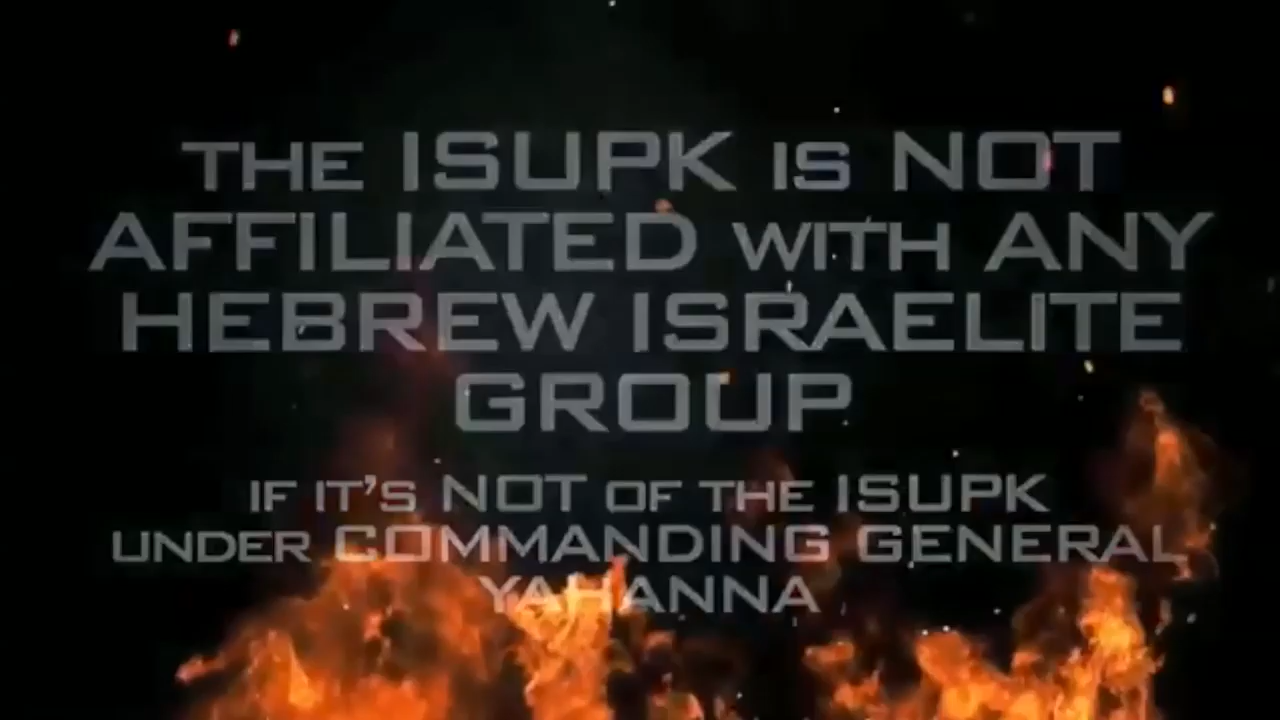 THE ISUPK IS NOT
AFFILIATED WITH ANY
HEBREW ISRAELITE
GROUP
IF IT'S NOT OF THE ISUPK
UNDER COMMANDING GENERAL
YAHANNA